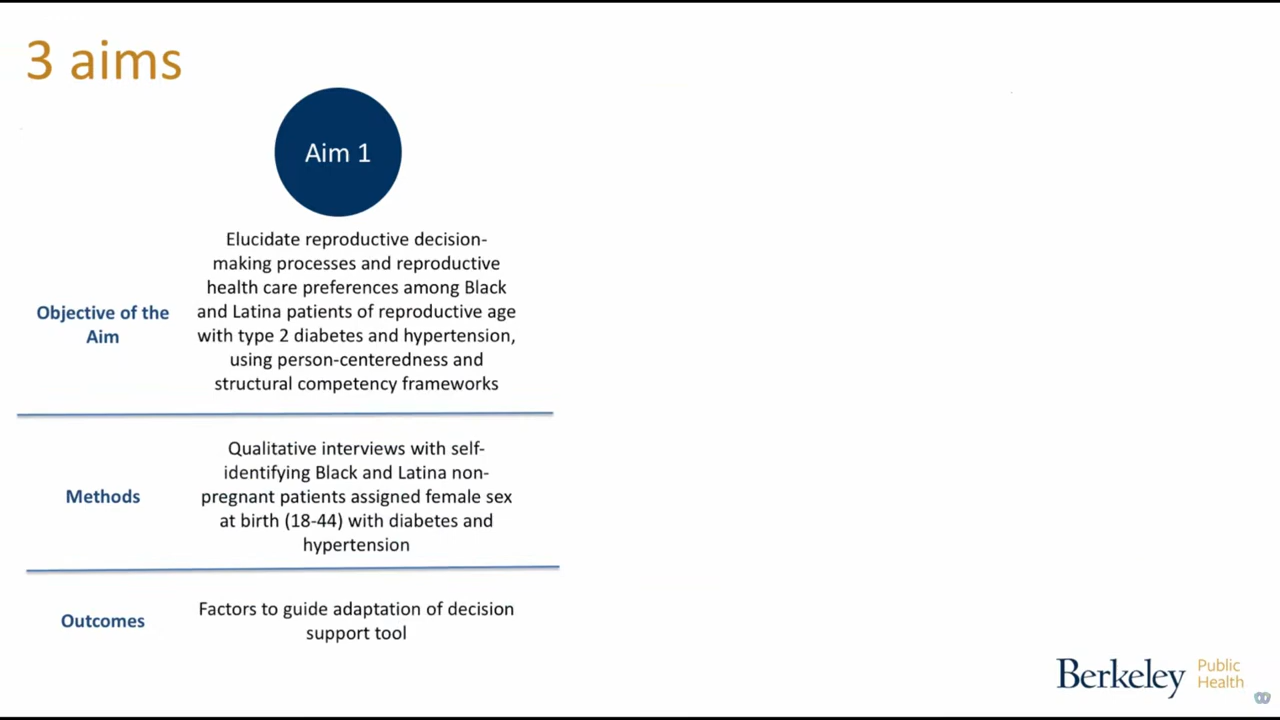 3 aims
Aim 1
Objective of the
Aim
Elucidate reproductive decision-
making processes and reproductive
health care preferences among Black
and Latina patients of reproductive age
with type 2 diabetes and hypertension,
using person-centeredness and
structural competency frameworks
Methods
Qualitative interviews with self-
identifying Black and Latina non-
pregnant patients assigned female sex
at birth (18-44) with diabetes and
hypertension
Outcomes
Factors to guide adaptation of decision
support tool
Berkeley
Public
Health